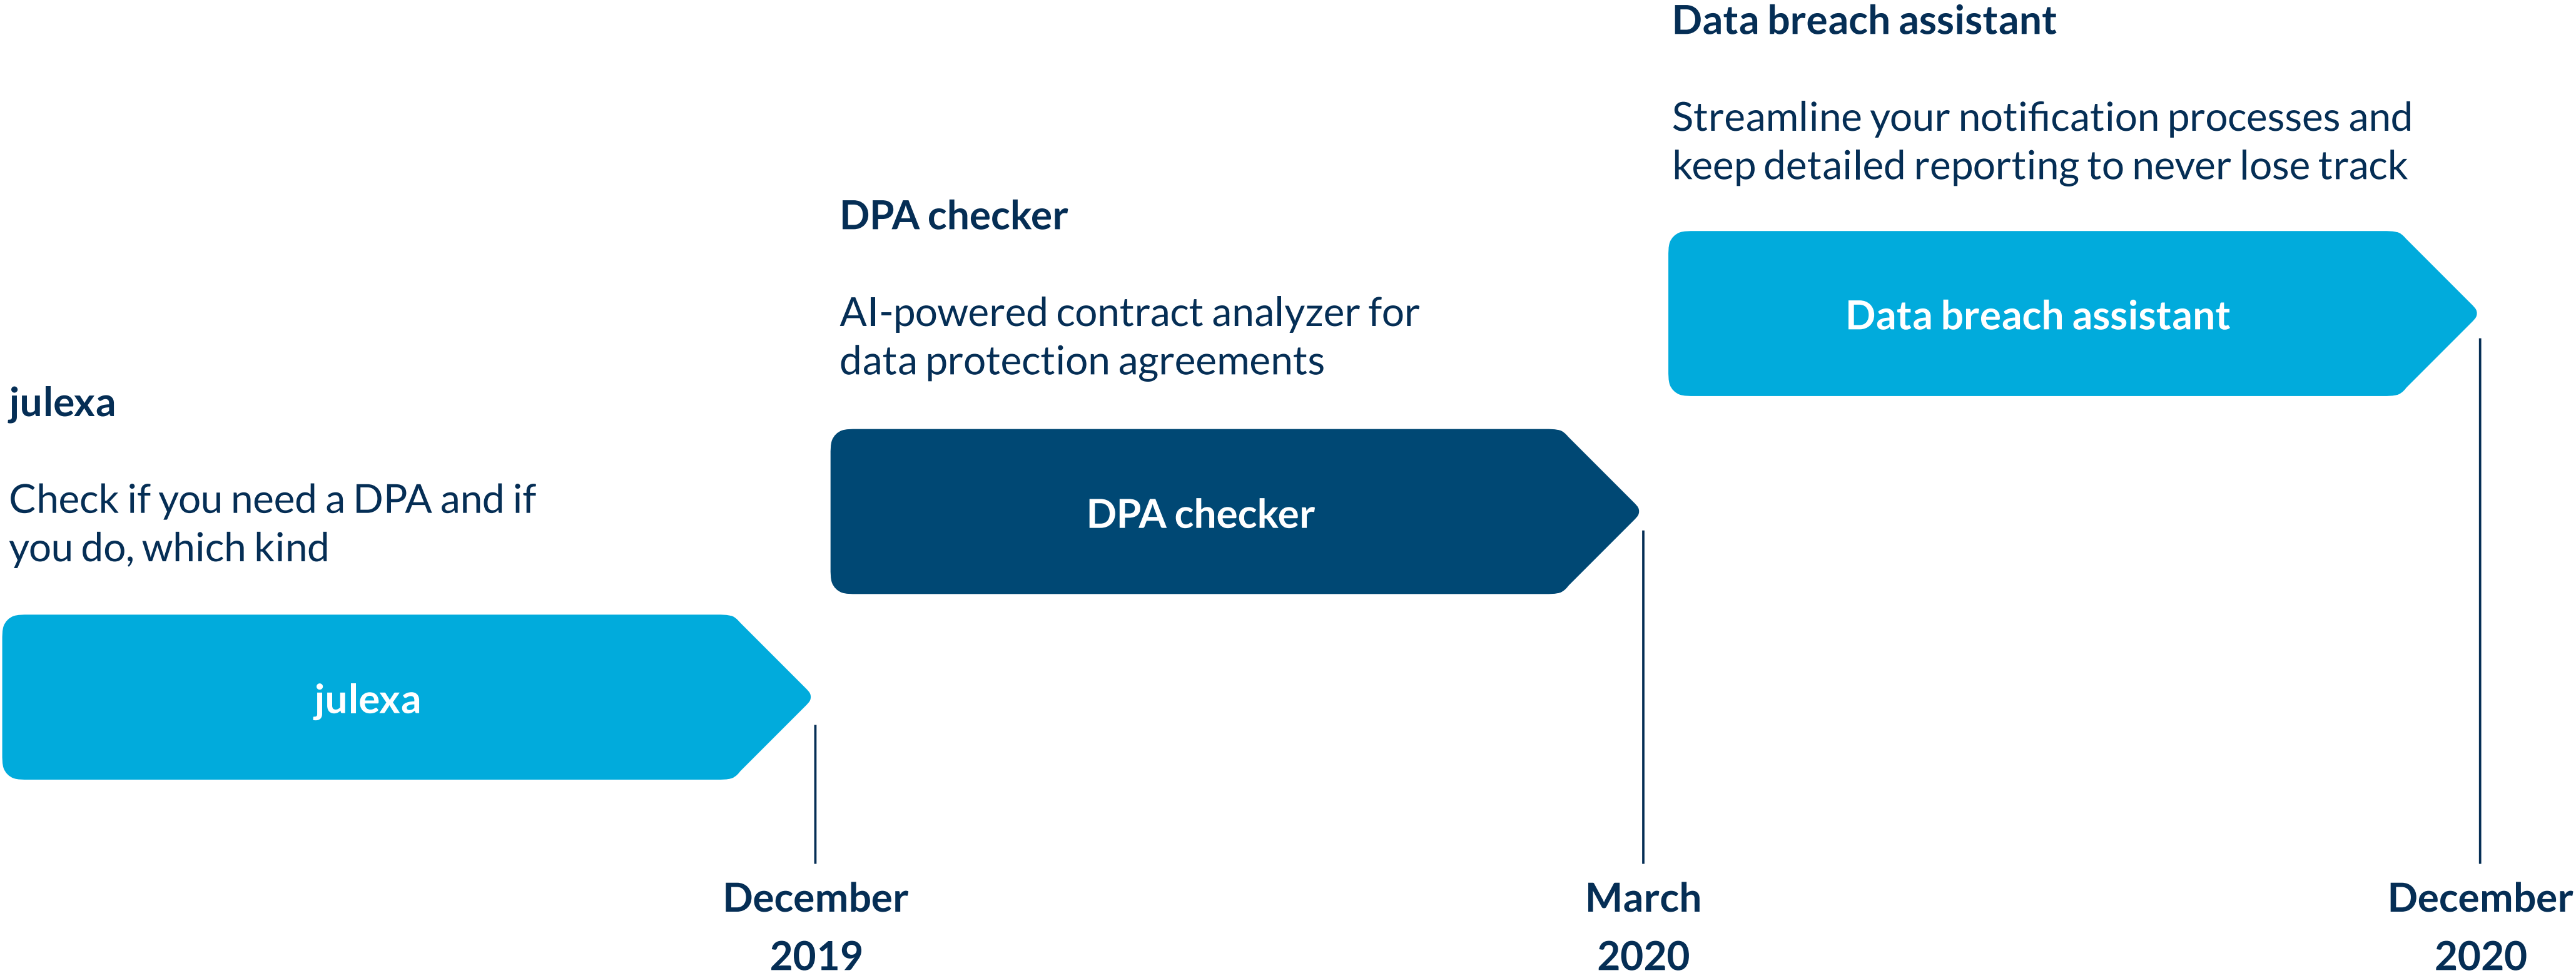 julexa
Check if you need a DPA and if
you do, which kind
julexa
December
2019
DPA checker
AI-powered contract analyzer for
data protection agreements
DPA checker
March
2020
Data breach assistant
Streamline your notification processes and
keep detailed reporting to never lose track
Data breach assistant
December
2020